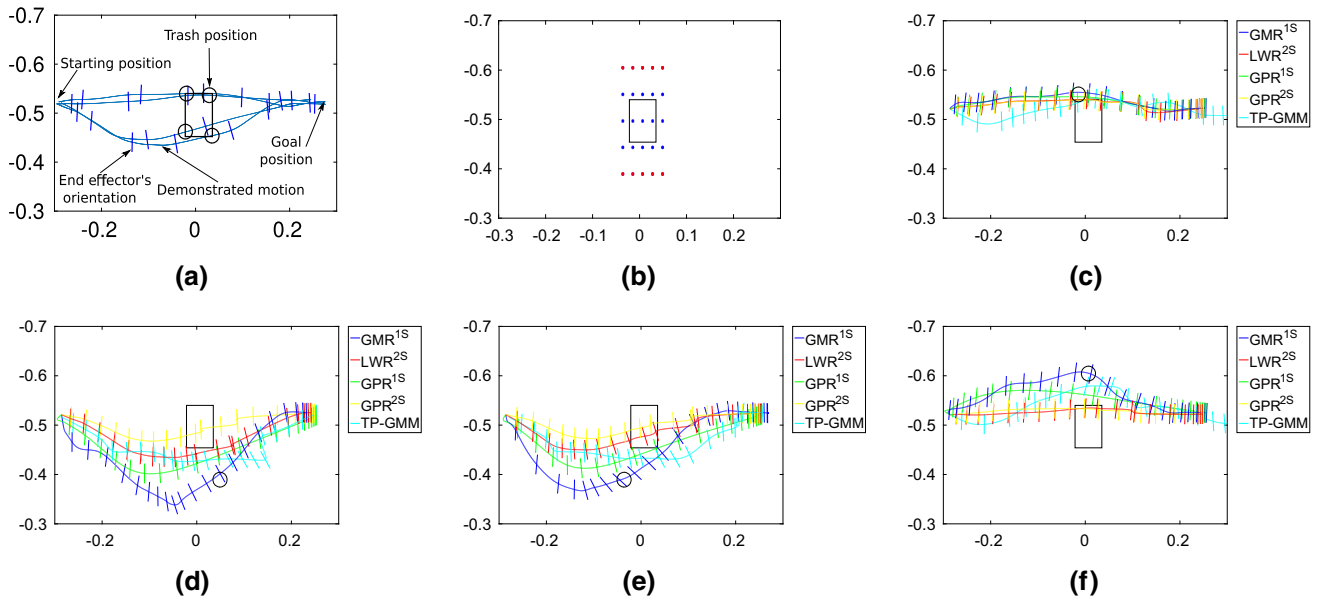 -0.7
-0.6
-0.5
-0.4
-0.3
-0.2
0
0.2
Trash position
Starting position
Goal
position
End effector's
orientation
Demonstrated motion
(a)
-0.7
-0.6
-0.5
-0.4
-0.3
-0.3
-0.2
-0.1
0
0.1
0.2
(b)
-0.7
-0.6
-0.5
-0.4
-0.3
-0.2
0
0.2
GMR1S
LWR2S
GPR1S
GPR2S
TP-GMM
(c)
-0.7
-0.6
-0.5
-0.4
-0.3
-0.2
0
0.2
GMR1S
LWR2S
GPR1S
GPR2S
TP-GMM
(d)
-0.7
-0.6
-0.5
-0.4
-0.3
-0.2
0
0.2
GMR1S
LWR2S
GPR1S
GPR2S
TP-GMM
(e)
-0.7
-0.6
-0.5
-0.4
-0.3
-0.2
0
0.2
GMR1S
LWR2S
GPR1S
GPR2S
TP-GMM
(f)